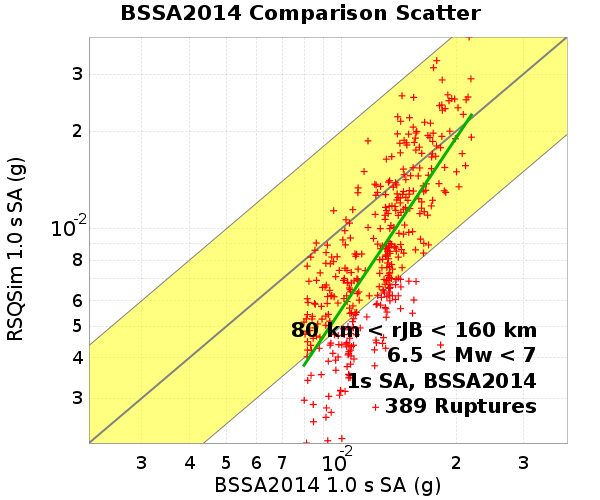 BSSA2014 Comparison Scatter
RSQSim 1.0 s SA (g)
3
2
10-2
8
6
5
4
3
80 km < rJB < 160 km
6.5 < Mw < 7
1s SA, BSSA2014
389 Ruptures
3 4 5 6 7 10-2 2 3
BSSA2014 1.0 s SA (g)